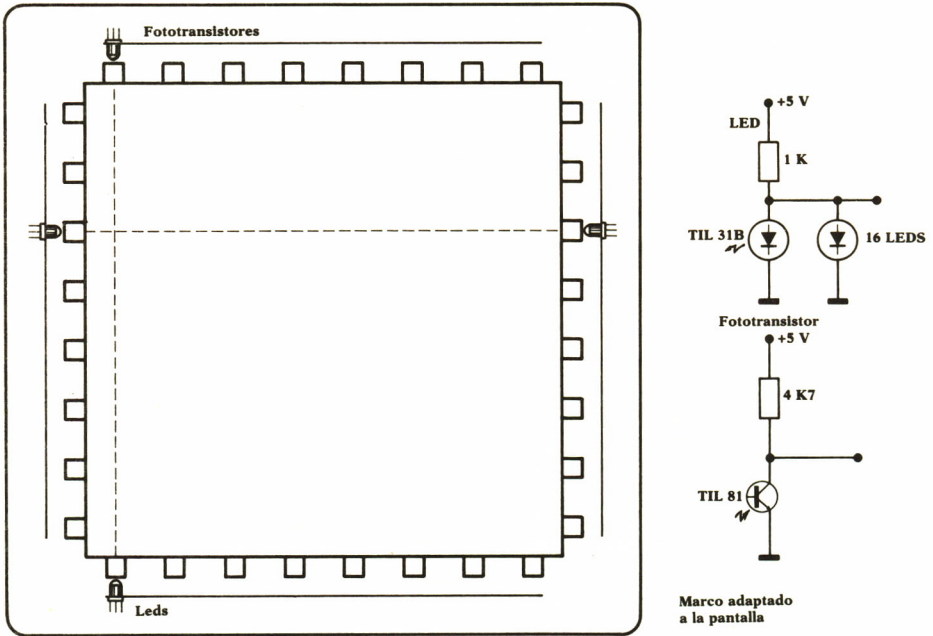 Fototransistores
Leds
+5 V
LED
1 K
TIL 31B
16 LEDS
Fototransistor
+5 V
4 K7
TIL 81
Marco adaptado
a la pantalla